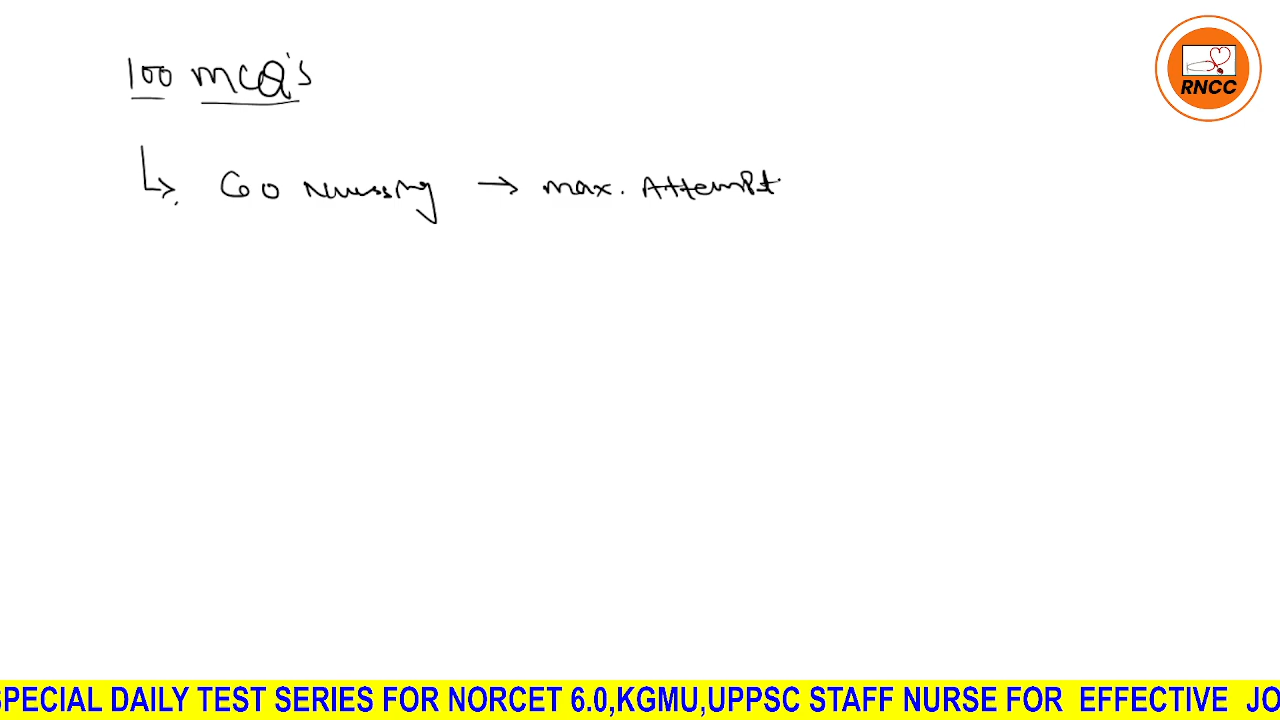 100 MCQ's
RNCC
↳ 60 Nursing → max. Attempt
SPECIAL DAILY TEST SERIES FOR NORCET 6.0,KGMU,UPPSC STAFF NURSE FOR EFFECTIVE JO